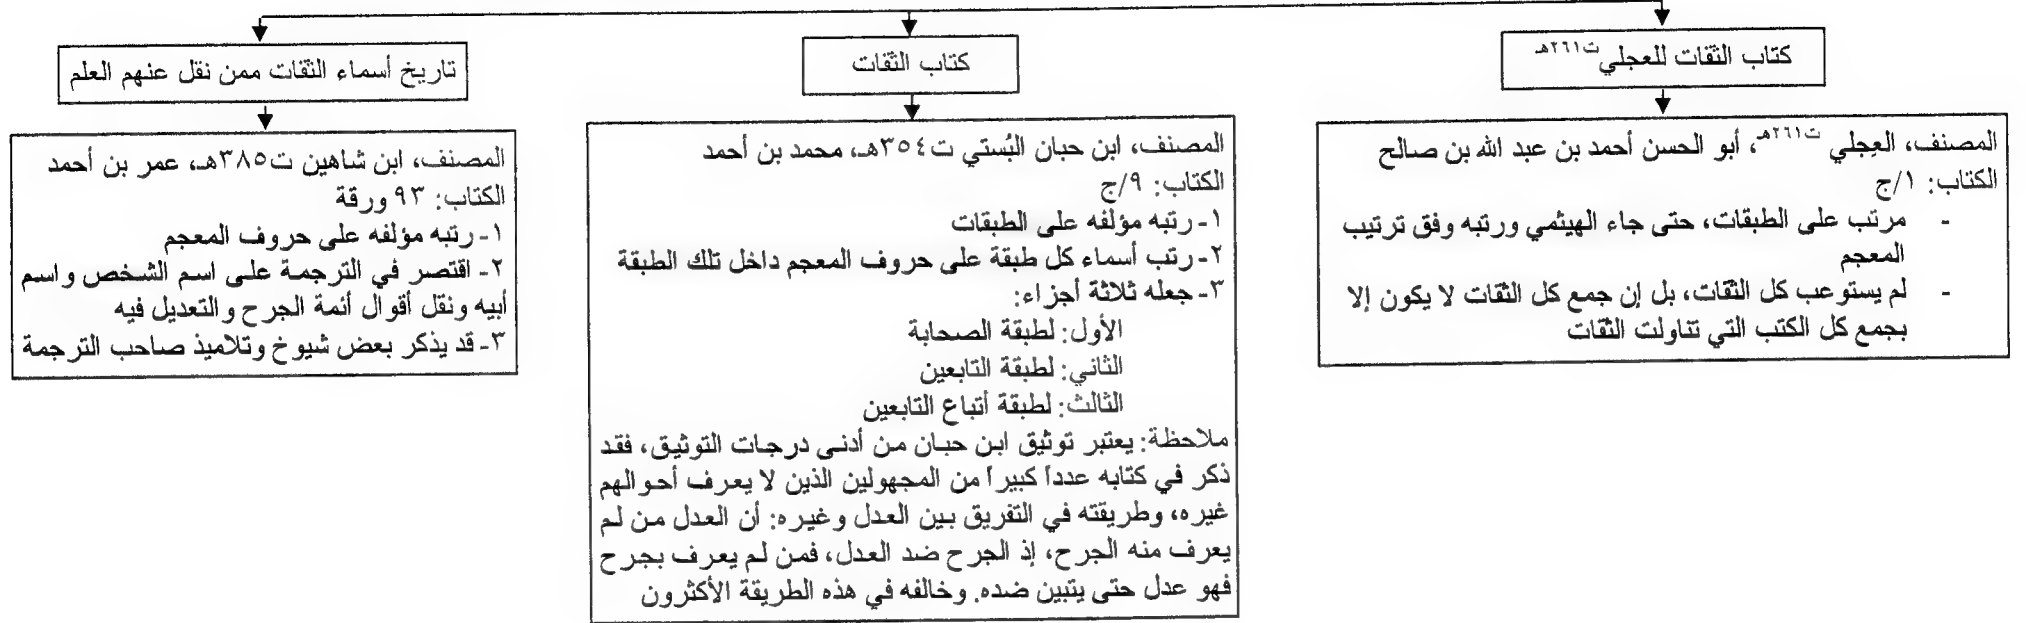 كتاب الثقات للعجلي ت٢٦١هـ
المصنف، العِجلي ت٢٦١هـ، أبو الحسن أحمد بن عبد الله بن صالح
الكتاب: ١/ج
- مرتب على الطبقات، حتى جاء الهيثمي ورتبه وفق ترتيب
المعجم
- لم يستوعب كل الثقات، بل إن جمع كل الثقات لا يكون إلا
بجمع كل الكتب التي تناولت الثقات
كتاب الثقات
المصنف، ابن حبان البُستي ت٣٥٤هـ، محمد بن أحمد
الكتاب: ٩/ج
١- رتبه مؤلفه على الطبقات
٢- رتب أسماء كل طبقة على حروف المعجم داخل تلك الطبقة
٣- جعله ثلاثة أجزاء:
الأول: لطبقة الصحابة
الثاني: لطبقة التابعين
الثالث: لطبقة أتباع التابعين
ملاحظة: يعتبر توثيق ابن حبان من أدنى درجات التوثيق، فقد
ذكر في كتابه عدداً كبيراً من المجهولين الذين لا يعرف أحوالهم
غيره، وطريقته في التفريق بين العدل وغيره: أن العدل من لم
يعرف منه الجرح، إذ الجرح ضد العدل، فمن لم يعرف بجرح
فهو عدل حتى يتبين ضده. وخالفه في هذه الطريقة الأكثرون
تاريخ أسماء الثقات ممن نقل عنهم العلم
المصنف، ابن شاهين ت٣٨٥هـ، عمر بن أحمد
الكتاب: ٩٣ ورقة
١- رتبه مؤلفه على حروف المعجم
٢- اقتصر في الترجمة على اسم الشخص واسم
أبيه ونقل أقوال أئمة الجرح والتعديل فيه
٣- قد يذكر بعض شيوخ وتلاميذ صاحب الترجمة